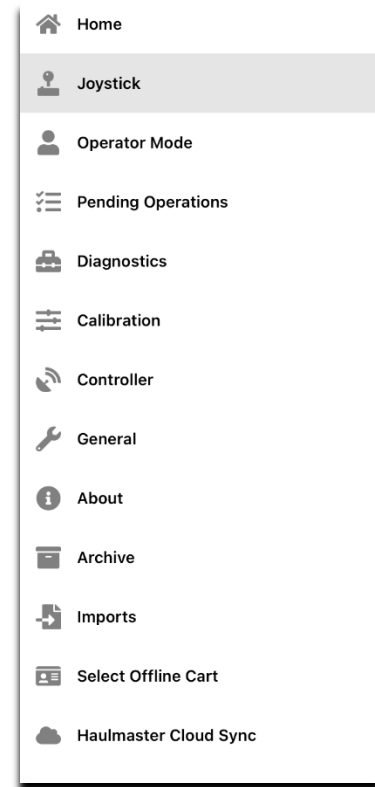 Home
Joystick
Operator Mode
Pending Operations
Diagnostics
Calibration
Controller
General
About
Archive
Imports
Select Offline Cart
Haulmaster Cloud Sync